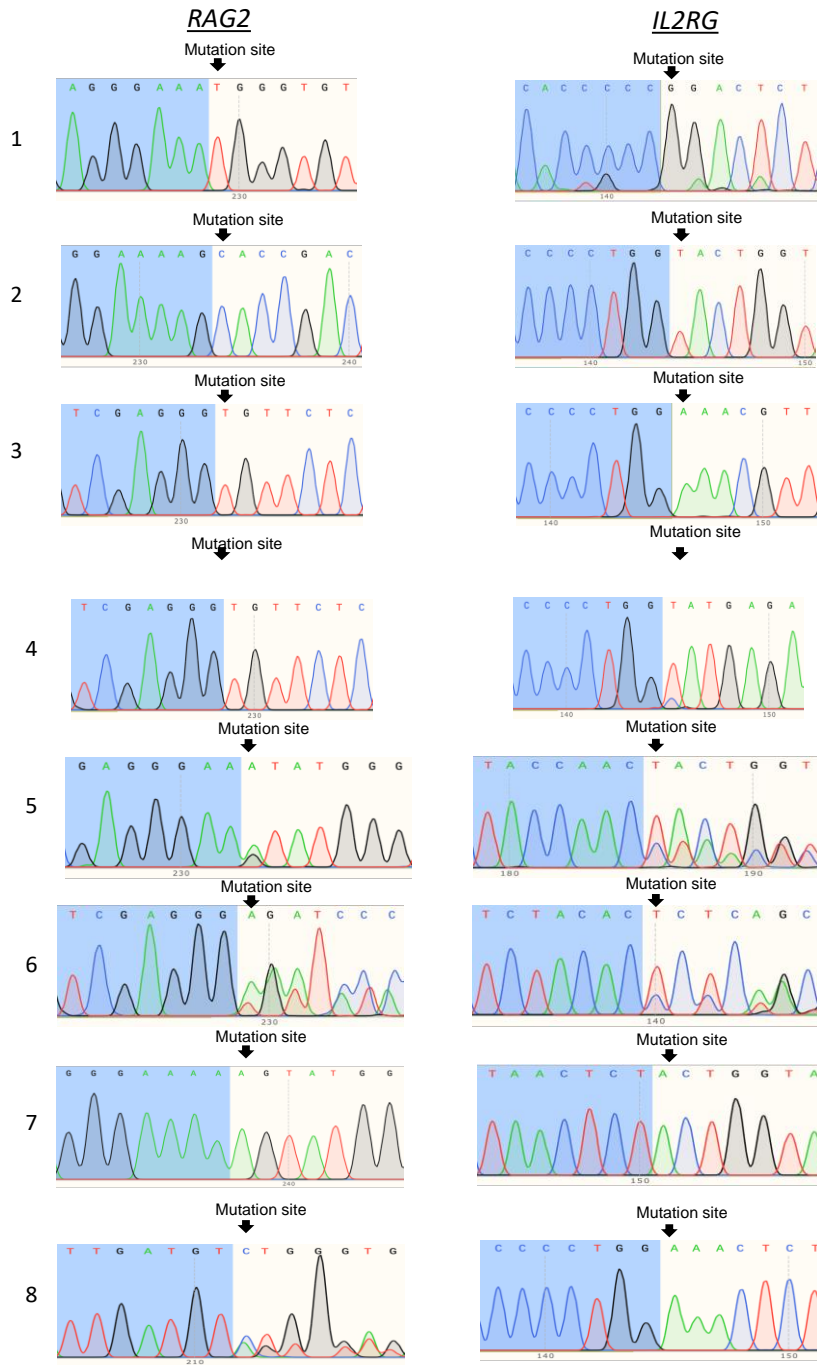 RAG2 IL2RG
Mutation site Mutation site
A G G G A A A T G G G T G T C A C C C C C G G A C T C T
1
230 140
Mutation site Mutation site
G G A A A A G C A C C G A C C C C C T G G T A C T G G T
2
230 240 140 150
Mutation site Mutation site
T C G A G G G T G T T C T C C C C C T G G A A A C G T T
3
230 140 150
Mutation site Mutation site
T C G A G G G T G T T C T C C C C C T G G T A T G A G A
4
230 140 150
Mutation site Mutation site
G A G G G A A A T A T G G G T A C C A A C T A C T G G T
5
230 180 190
Mutation site Mutation site
T C G A G G G A G A T C C C T C T A C A C T C T C A G C
6
230 140
Mutation site Mutation site
G G G A A A A A G T A T G G T A A C T C T A C T G G T A
7
240 150
Mutation site Mutation site
T T G A T G T C T G G G T G C C C C T G G A A A C T C T
8
210 140 150